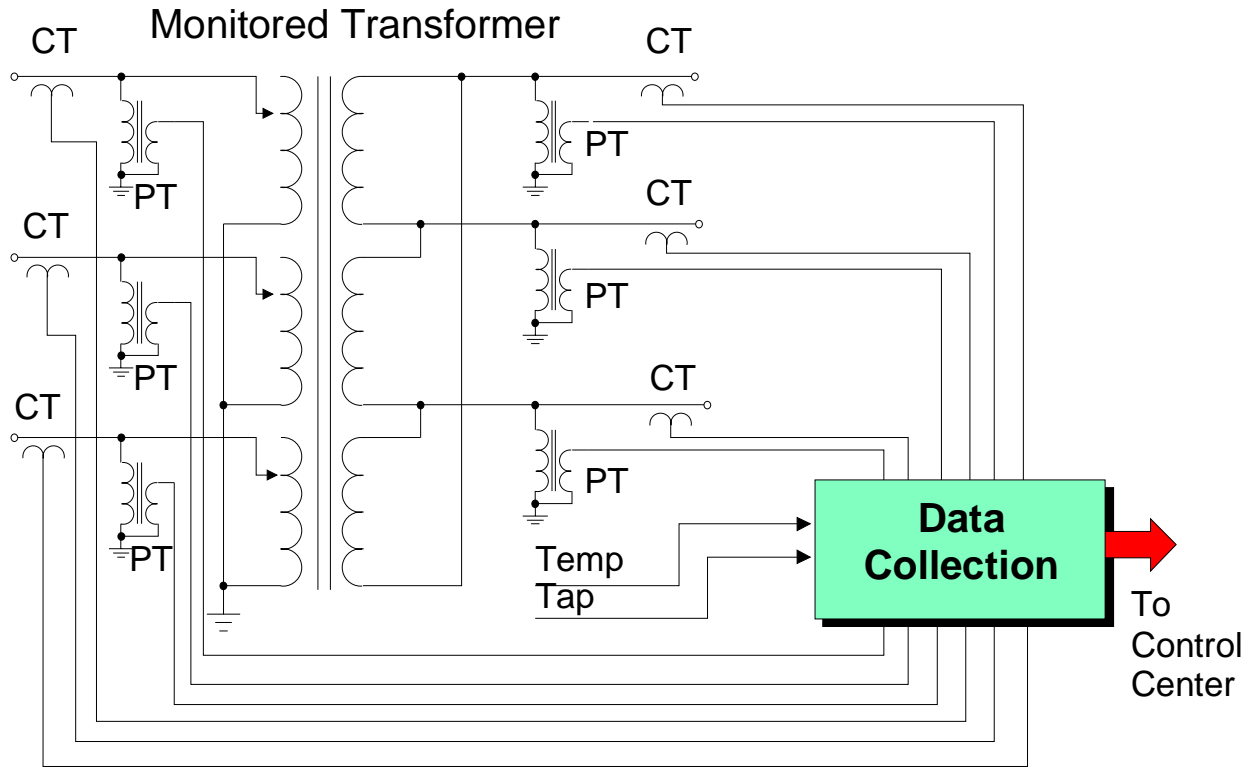 Monitored Transformer
CT
CT
PT
PT
CT
CT
PT
PT
CT
CT
PT
PT
Temp
Tap
Data
Collection
To
Control
Center